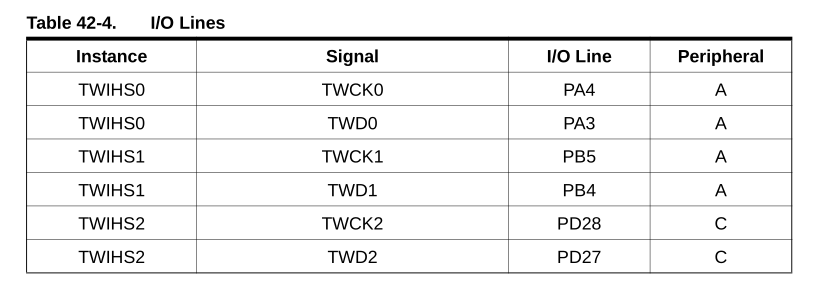 Table 42-4. I/O Lines
Instance Signal I/O Line Peripheral
TWIHS0 TWCK0 PA4 A
TWIHS0 TWD0 PA3 A
TWIHS1 TWCK1 PB5 A
TWIHS1 TWD1 PB4 A
TWIHS2 TWCK2 PD28 C
TWIHS2 TWD2 PD27 C